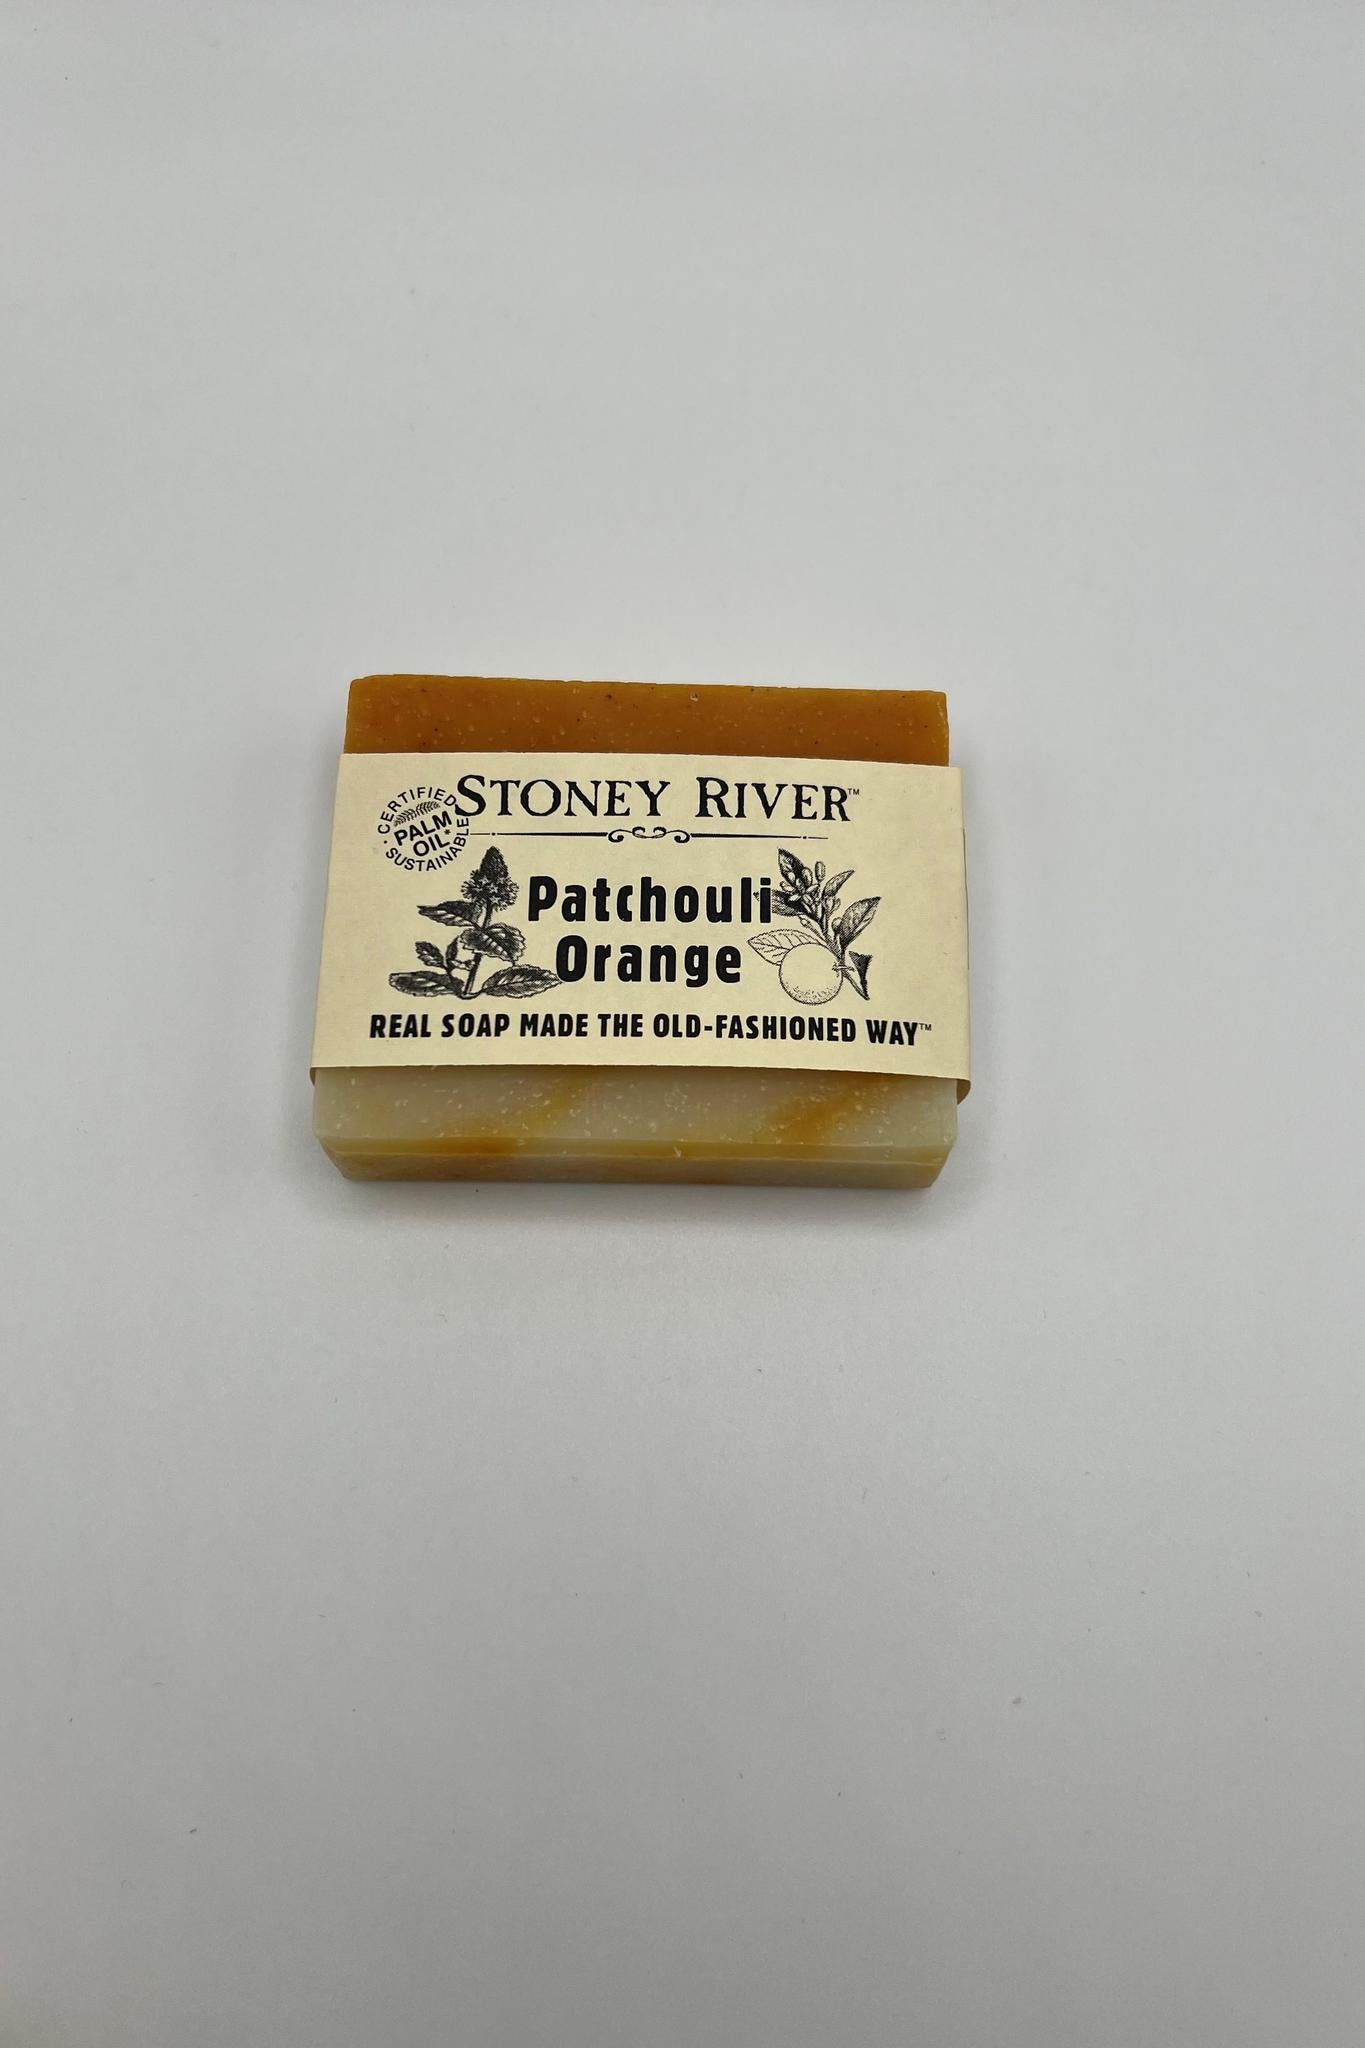 STONEY RIVER™
CERTIFIED
PALM
OIL*
· SUSTAINABLE ·
Patchouli
Orange
REAL SOAP MADE THE OLD-FASHIONED WAY™